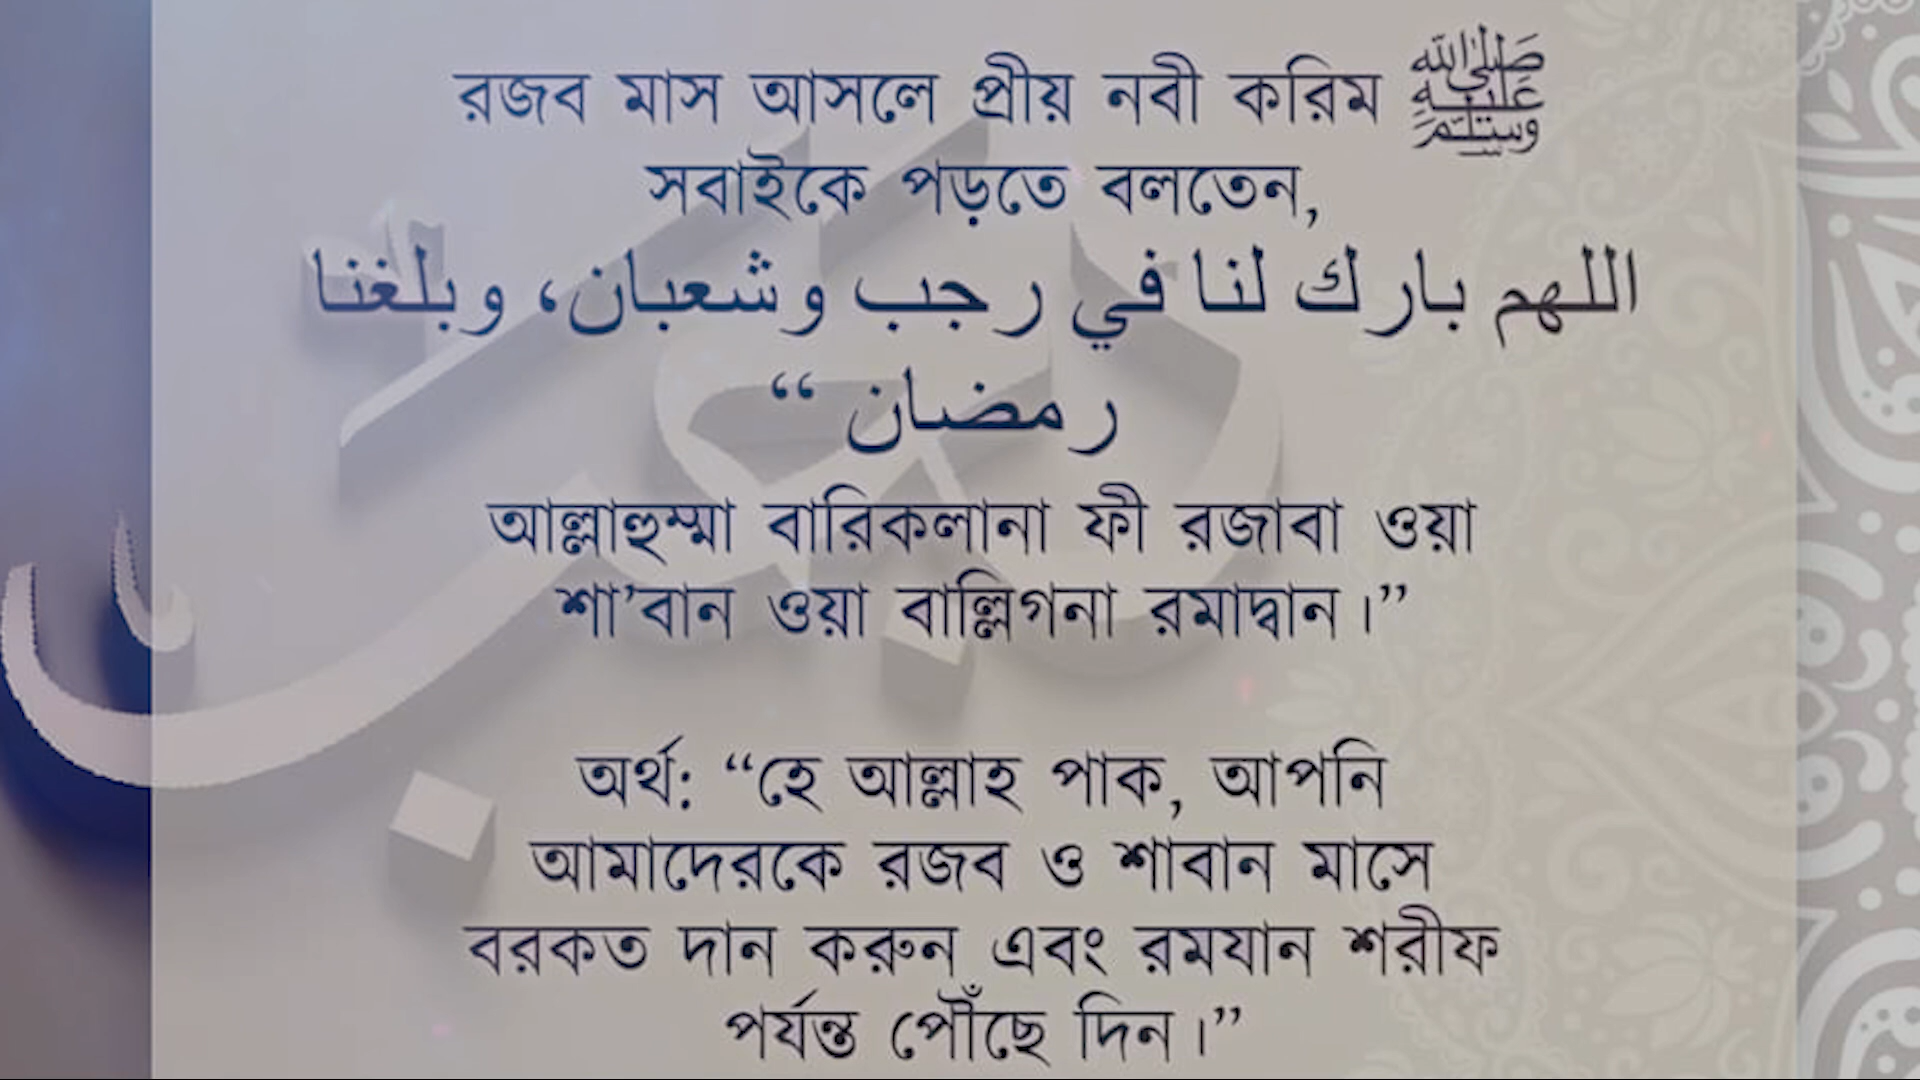 রজব মাস আসলে প্রীয় নবী করিম ﷺ
সবাইকে পড়তে বলতেন,
اللهم بارك لنا في رجب وشعبان، وبلغنا
رمضان “
আল্লাহুম্মা বারিকলানা ফী রজাবা ওয়া
শা’বান ওয়া বাল্লিগনা রমাদ্বান।”
অর্থ: “হে আল্লাহ পাক, আপনি
আমাদেরকে রজব ও শাবান মাসে
বরকত দান করুন এবং রমযান শরীফ
পর্যন্ত পৌঁছে দিন।”